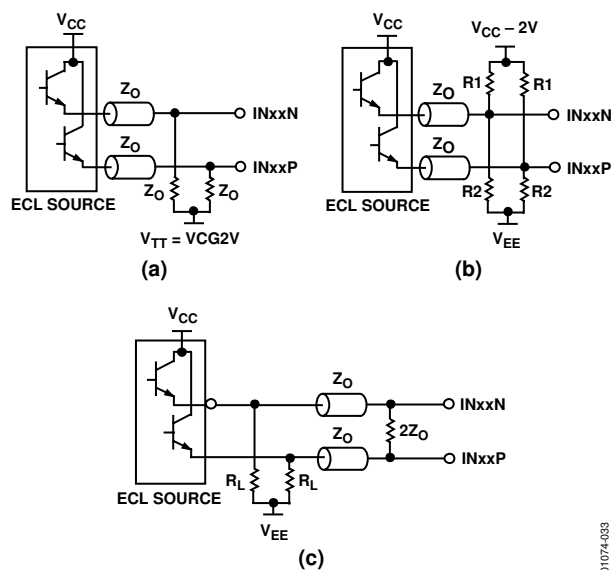 VCC
ZO
INxxN
ZO
INxxP
ZO ZO
ECL SOURCE
VTT = VCG2V
(a)
VCC – 2V
VCC
R1 R1
ZO
INxxN
ZO
INxxP
R2 R2
ECL SOURCE
VEE
(b)
VCC
ZO
INxxN
2ZO
ZO
INxxP
RL RL
ECL SOURCE
VEE
(c)
01074-033